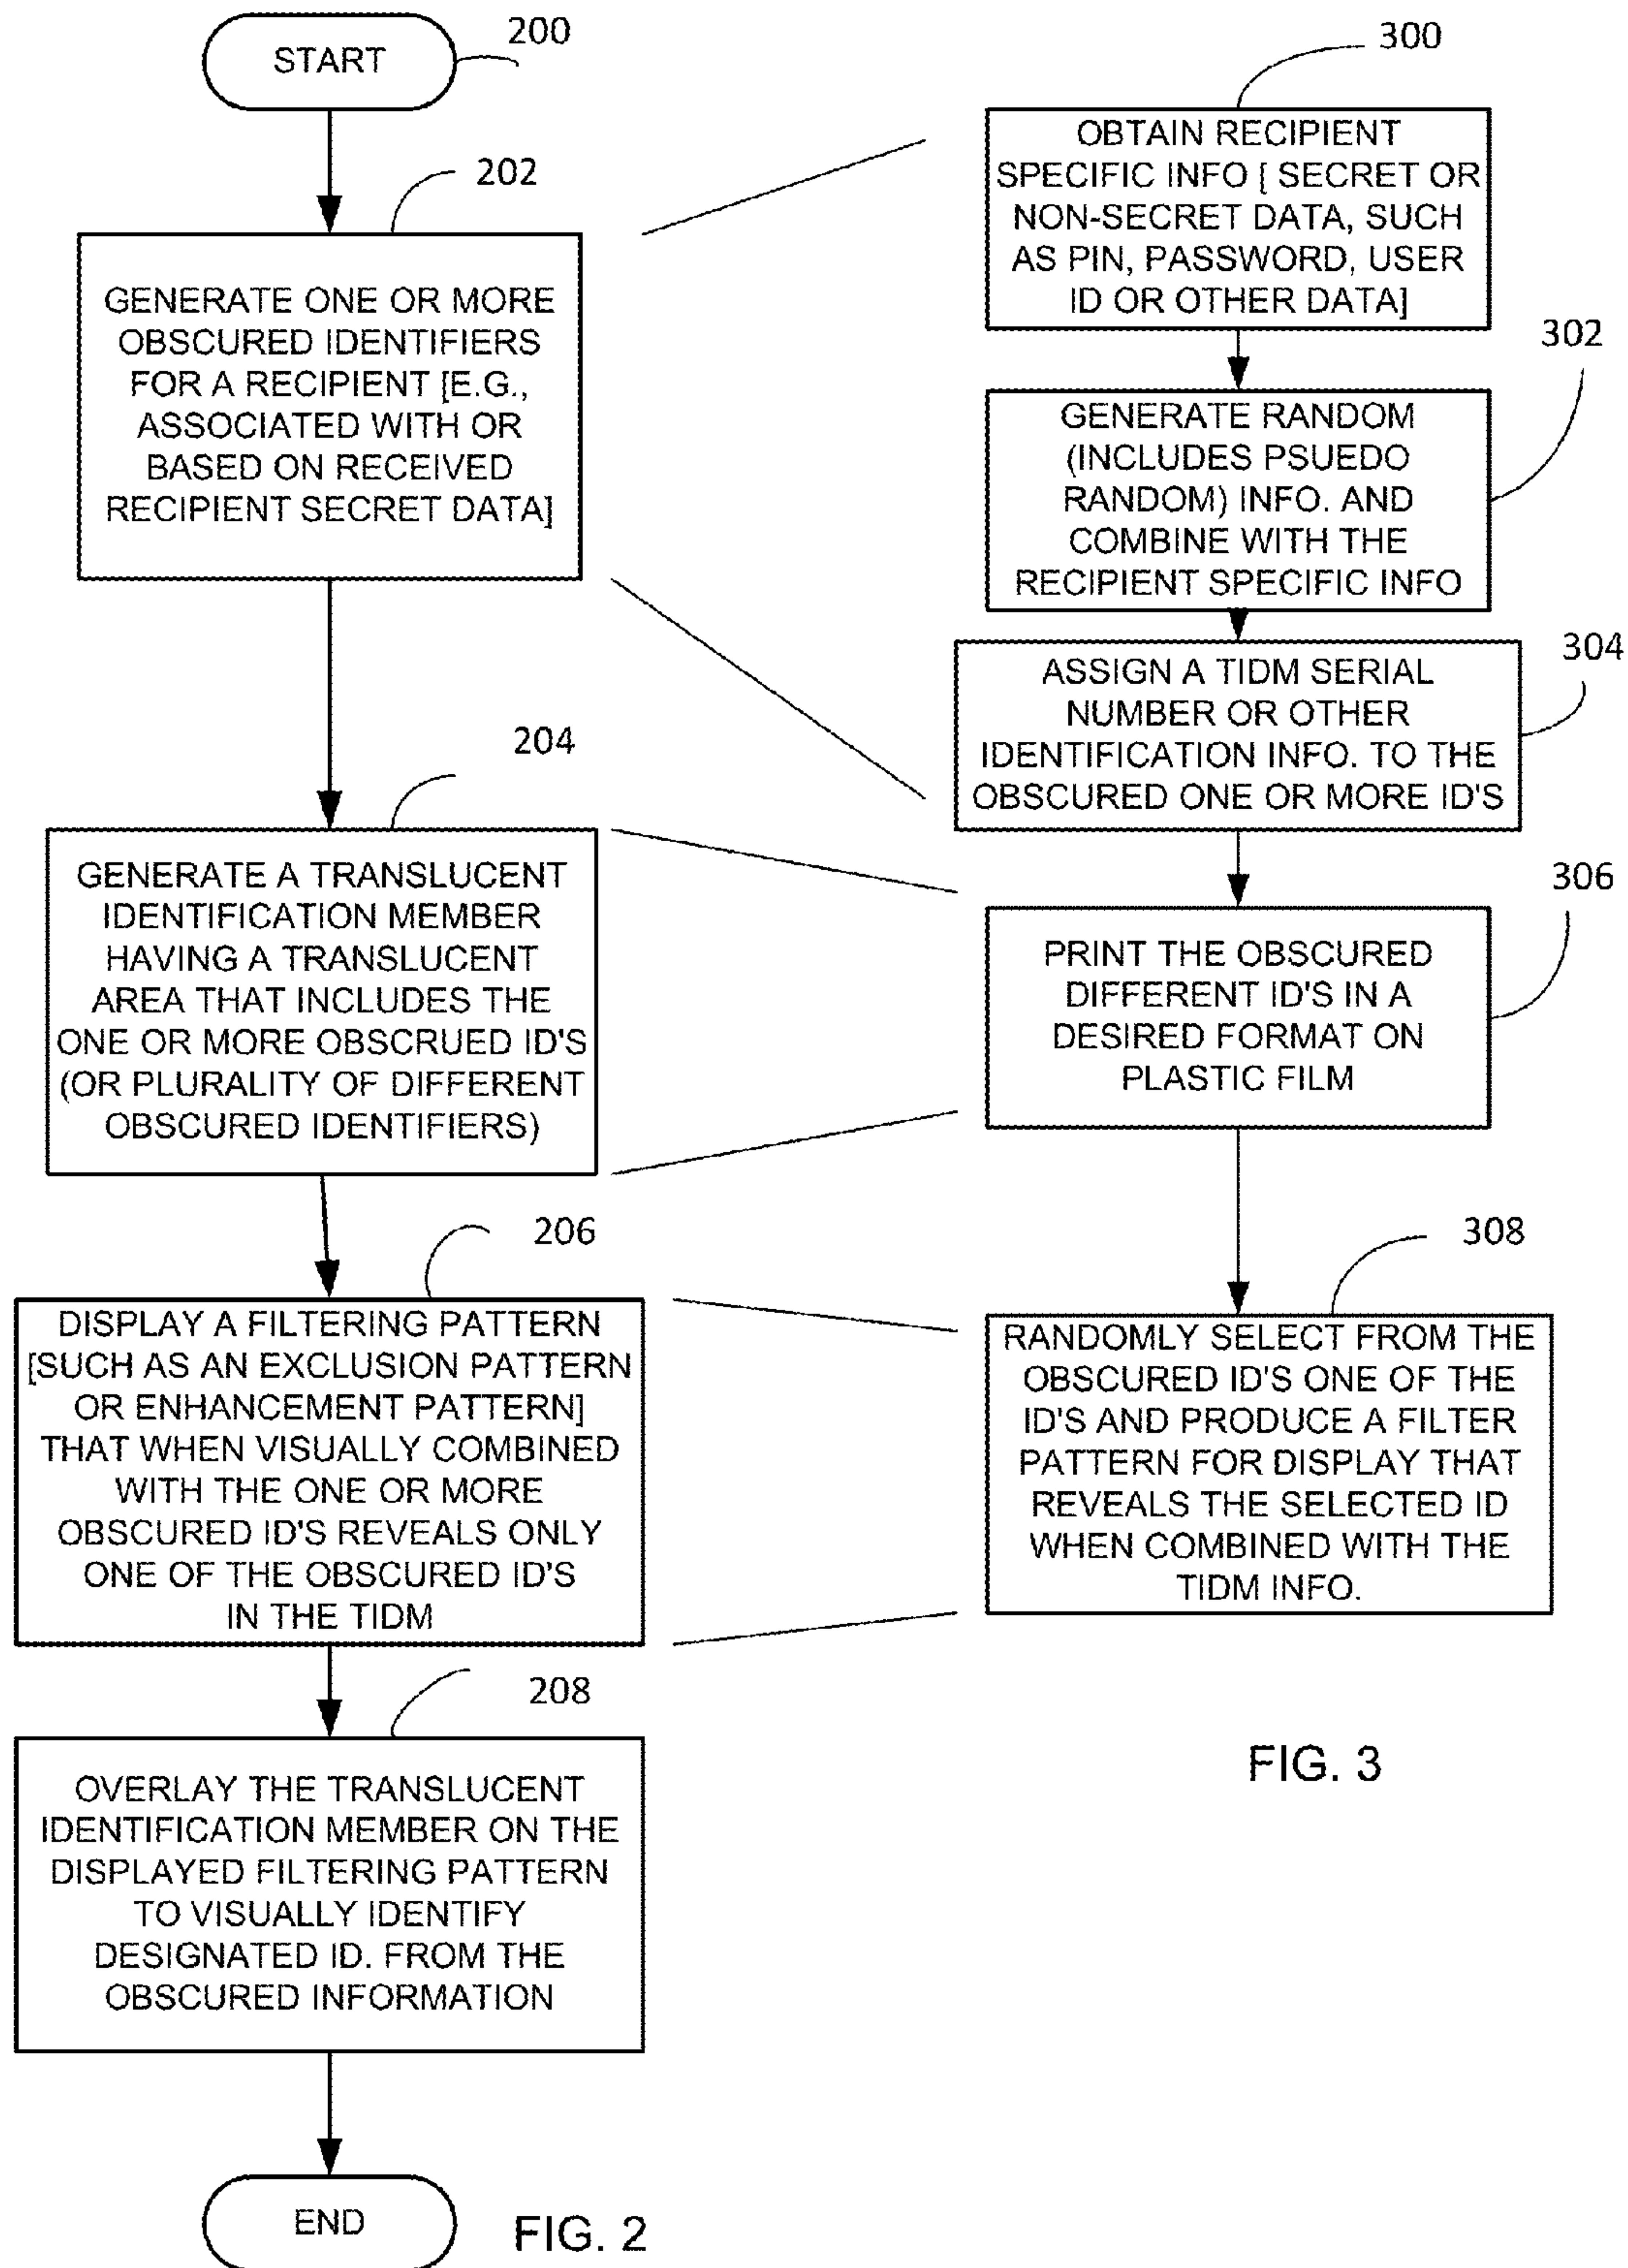 START
200
202
GENERATE ONE OR MORE
OBSCURED IDENTIFIERS
FOR A RECIPIENT [E.G.,
ASSOCIATED WITH OR
BASED ON RECEIVED
RECIPIENT SECRET DATA]
204
GENERATE A TRANSLUCENT
IDENTIFICATION MEMBER
HAVING A TRANSLUCENT
AREA THAT INCLUDES THE
ONE OR MORE OBSCRUED ID'S
(OR PLURALITY OF DIFFERENT
OBSCURED IDENTIFIERS)
206
DISPLAY A FILTERING PATTERN
[SUCH AS AN EXCLUSION PATTERN
OR ENHANCEMENT PATTERN]
THAT WHEN VISUALLY COMBINED
WITH THE ONE OR MORE
OBSCURED ID'S REVEALS ONLY
ONE OF THE OBSCURED ID'S
IN THE TIDM
208
OVERLAY THE TRANSLUCENT
IDENTIFICATION MEMBER ON THE
DISPLAYED FILTERING PATTERN
TO VISUALLY IDENTIFY
DESIGNATED ID. FROM THE
OBSCURED INFORMATION
END
FIG. 2
300
OBTAIN RECIPIENT
SPECIFIC INFO [ SECRET OR
NON-SECRET DATA, SUCH
AS PIN, PASSWORD, USER
ID OR OTHER DATA]
302
GENERATE RANDOM
(INCLUDES PSUEDO
RANDOM) INFO. AND
COMBINE WITH THE
RECIPIENT SPECIFIC INFO
304
ASSIGN A TIDM SERIAL
NUMBER OR OTHER
IDENTIFICATION INFO. TO THE
OBSCURED ONE OR MORE ID'S
306
PRINT THE OBSCURED
DIFFERENT ID'S IN A
DESIRED FORMAT ON
PLASTIC FILM
308
RANDOMLY SELECT FROM THE
OBSCURED ID'S ONE OF THE
ID'S AND PRODUCE A FILTER
PATTERN FOR DISPLAY THAT
REVEALS THE SELECTED ID
WHEN COMBINED WITH THE
TIDM INFO.
FIG. 3